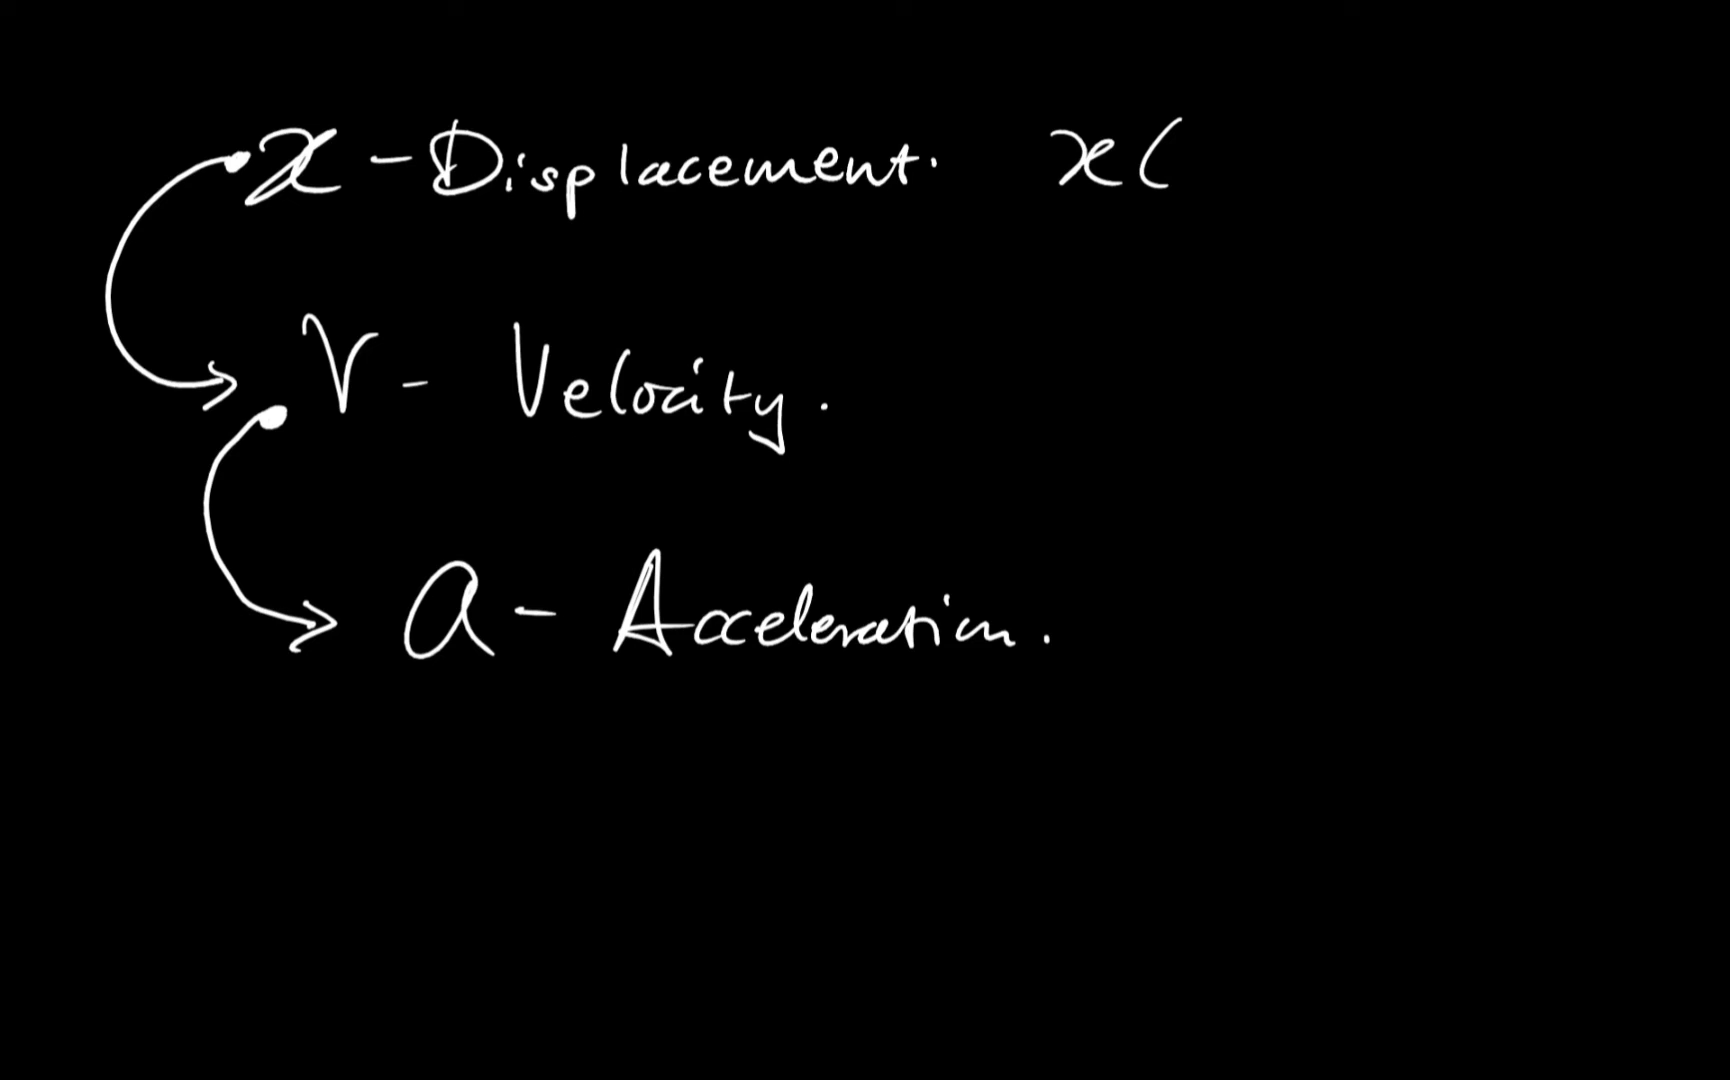 x - Displacement. x(
v - Velocity.
a - Acceleration.